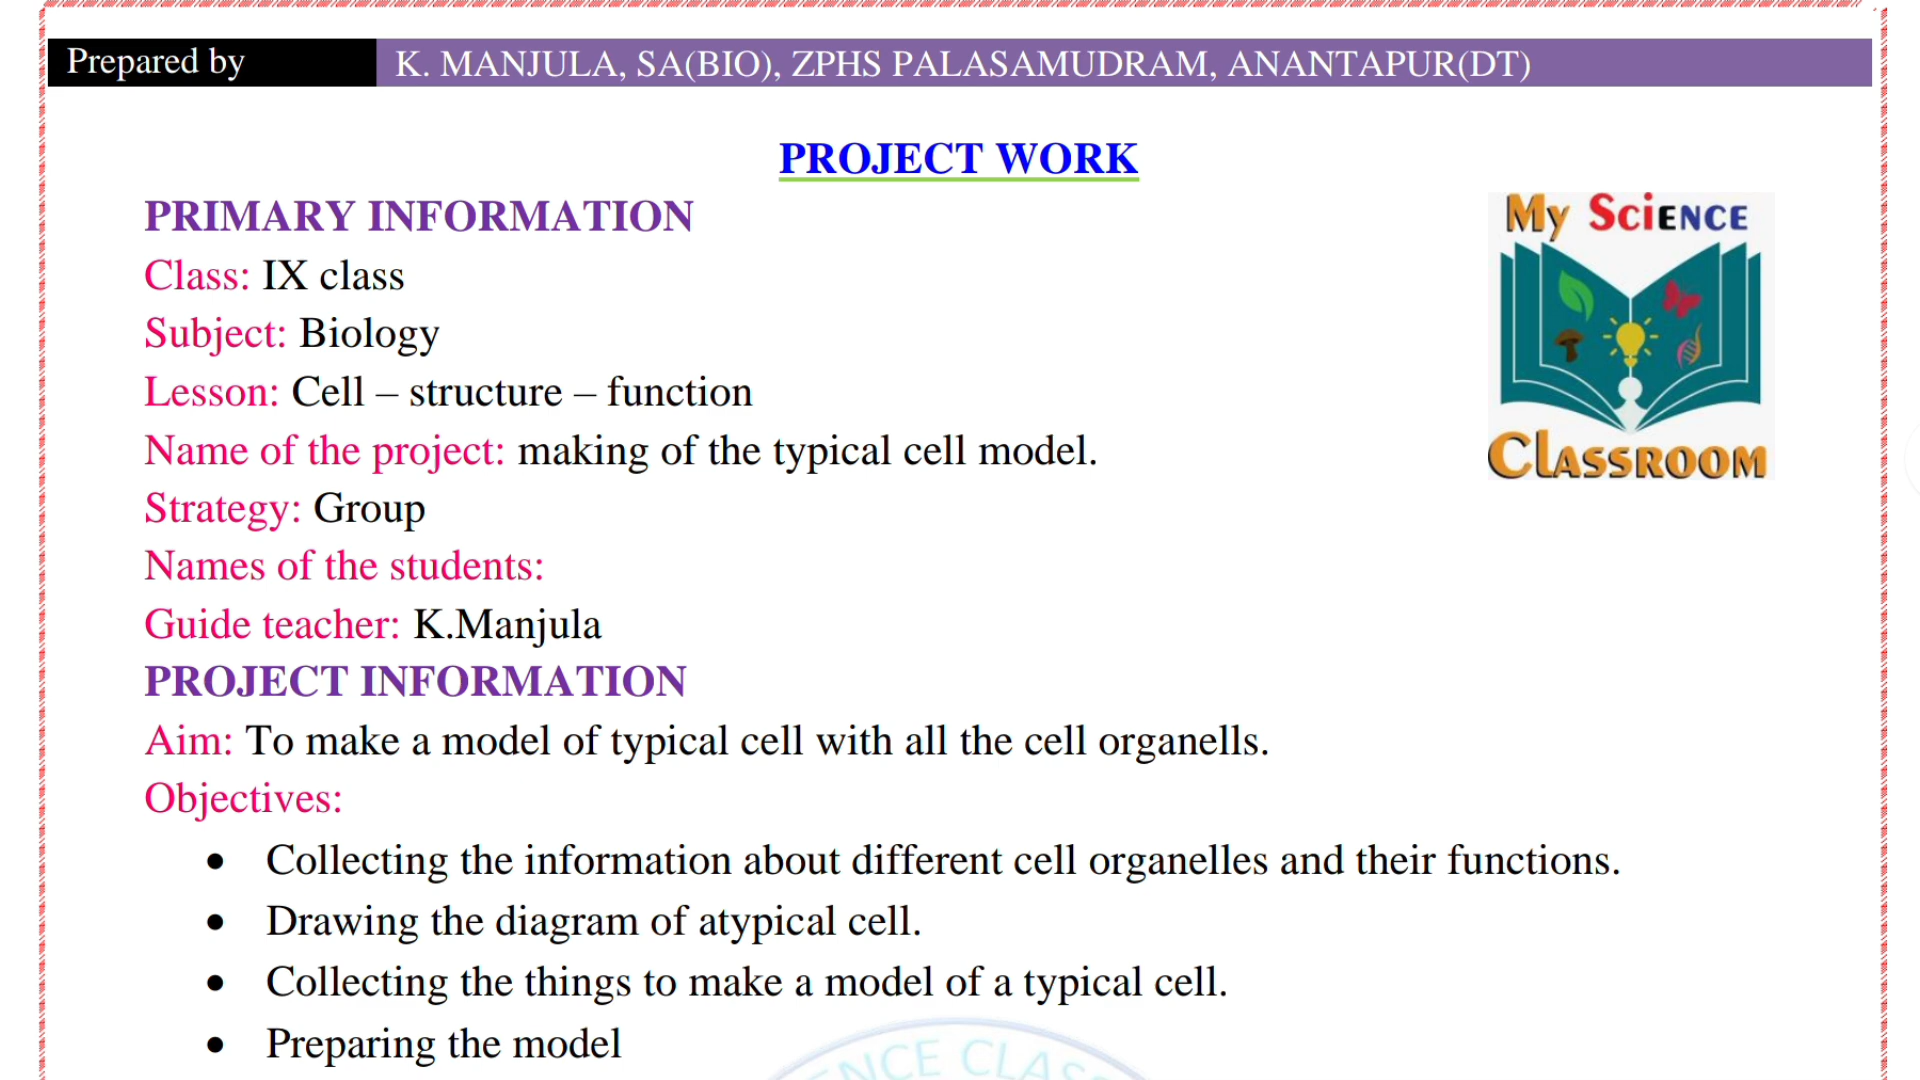 Prepared by K. MANJULA, SA(BIO), ZPHS PALASAMUDRAM, ANANTAPUR(DT)
PROJECT WORK
PRIMARY INFORMATION
My SciENCE
CLASSROOM
Class: IX class
Subject: Biology
Lesson: Cell – structure – function
Name of the project: making of the typical cell model.
Strategy: Group
Names of the students:
Guide teacher: K.Manjula
PROJECT INFORMATION
Aim: To make a model of typical cell with all the cell organells.
Objectives:
• Collecting the information about different cell organelles and their functions.
• Drawing the diagram of atypical cell.
• Collecting the things to make a model of a typical cell.
• Preparing the model